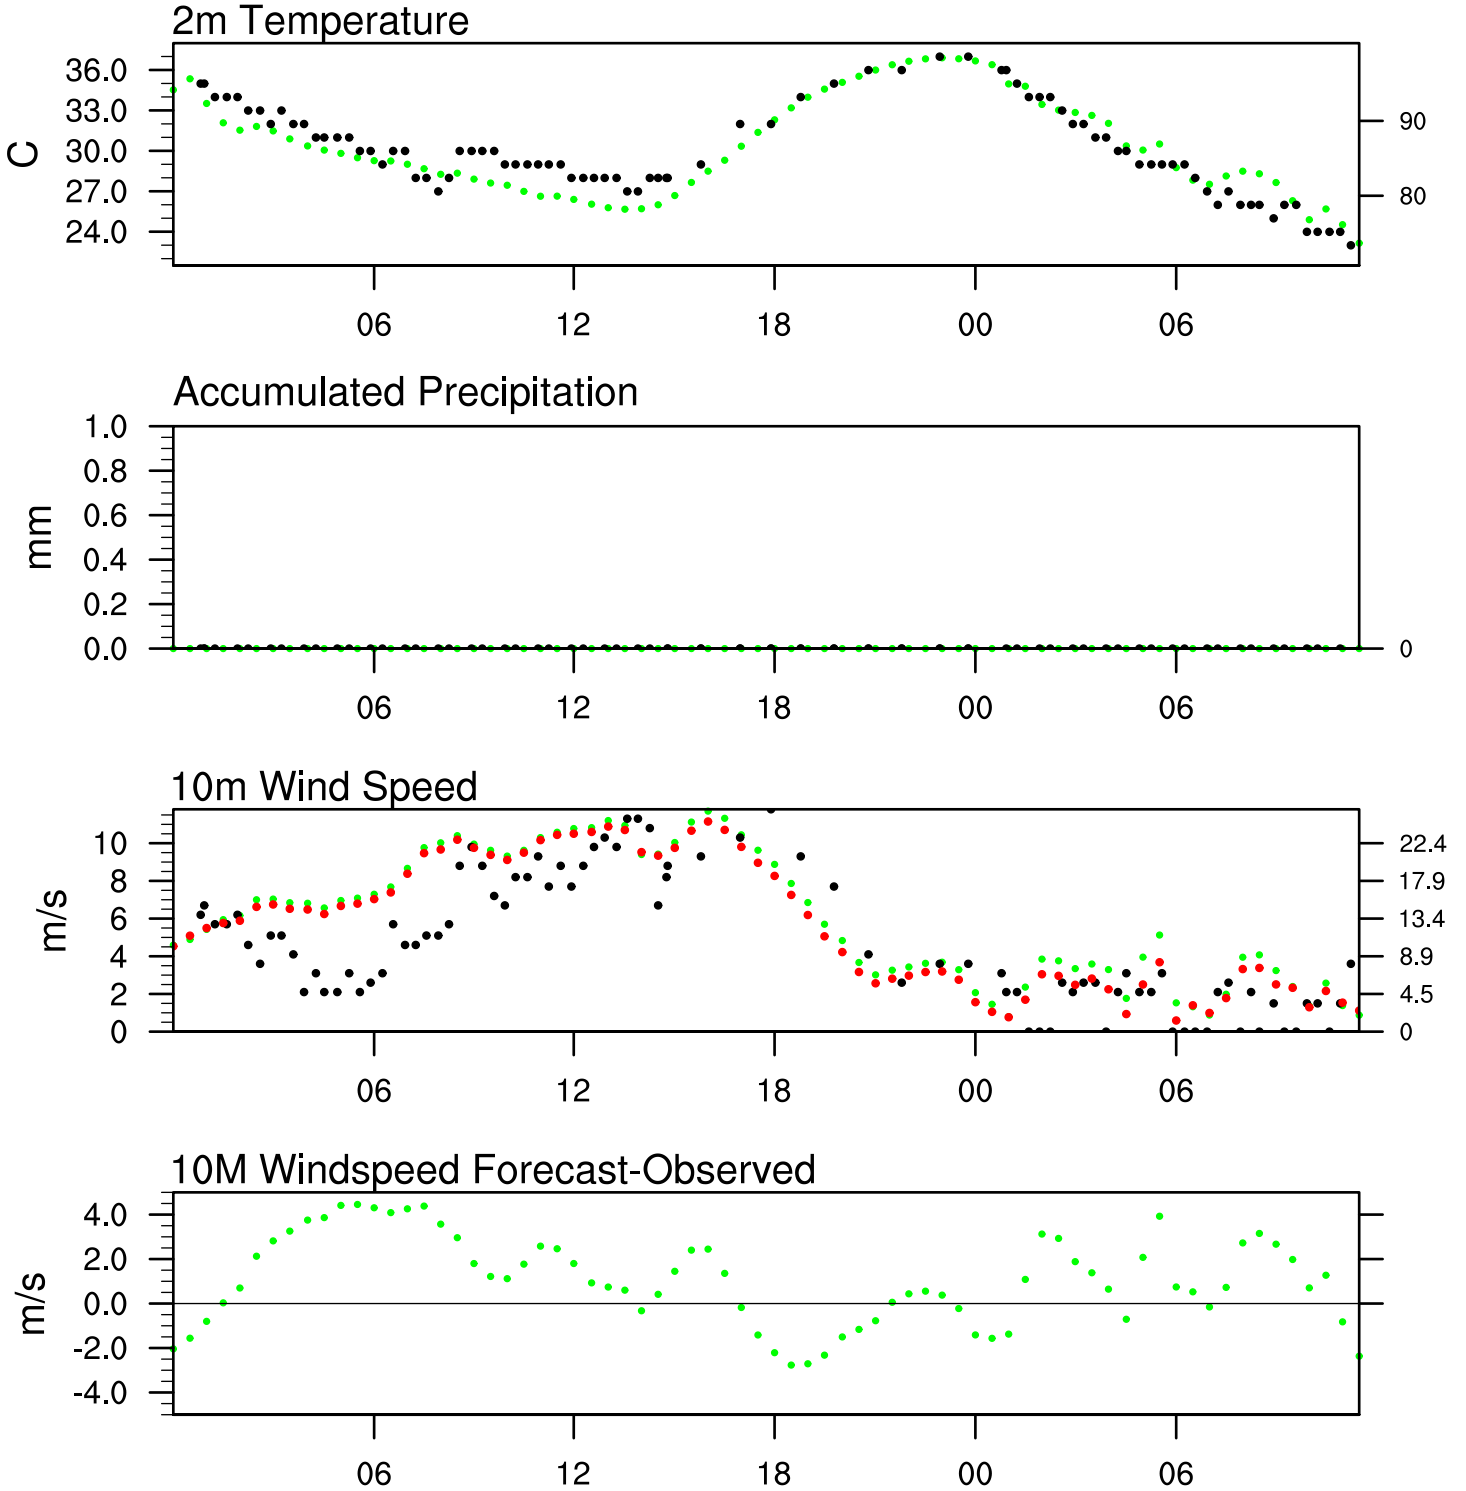 2m Temperature
36.0
33.0
30.0
27.0
24.0
C
90
80
06 12 18 00 06
Accumulated Precipitation
1.0
0.8
0.6
0.4
0.2
0.0
mm
0
06 12 18 00 06
10m Wind Speed
10
8
6
4
2
0
m/s
22.4
17.9
13.4
8.9
4.5
0
06 12 18 00 06
10M Windspeed Forecast-Observed
4.0
2.0
0.0
-2.0
-4.0
m/s
06 12 18 00 06